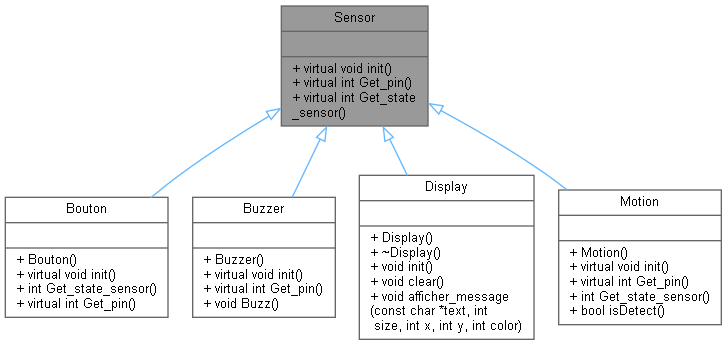 Sensor
+ virtual void init()
+ virtual int Get_pin()
+ virtual int Get_state
_sensor()
Bouton
+ Bouton()
+ virtual void init()
+ int Get_state_sensor()
+ virtual int Get_pin()
Buzzer
+ Buzzer()
+ virtual void init()
+ virtual int Get_pin()
+ void Buzz()
Display
+ Display()
+ ~Display()
+ void init()
+ void clear()
+ void afficher_message
(const char *text, int
size, int x, int y, int color)
Motion
+ Motion()
+ virtual void init()
+ virtual int Get_pin()
+ int Get_state_sensor()
+ bool isDetect()